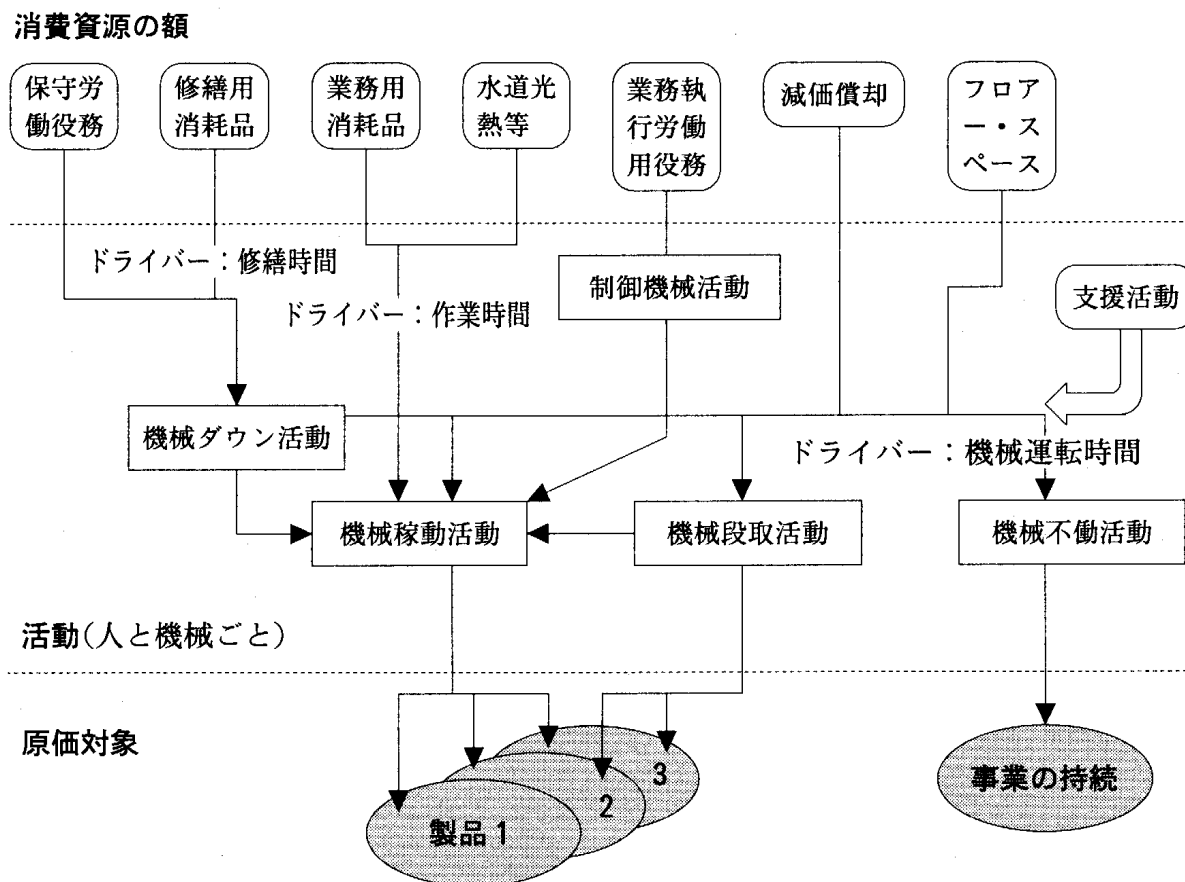 消費資源の額
保守労
働役務
修繕用
消耗品
業務用
消耗品
水道光
熱等
業務執
行労働
用役務
減価償却
フロア
ー・ス
ペース
ドライバー：修繕時間
ドライバー：作業時間
制御機械活動
支援活動
機械ダウン活動
ドライバー：機械運転時間
機械稼動活動
機械段取活動
機械不働活動
活動(人と機械ごと)
原価対象
製品1
2
3
事業の持続